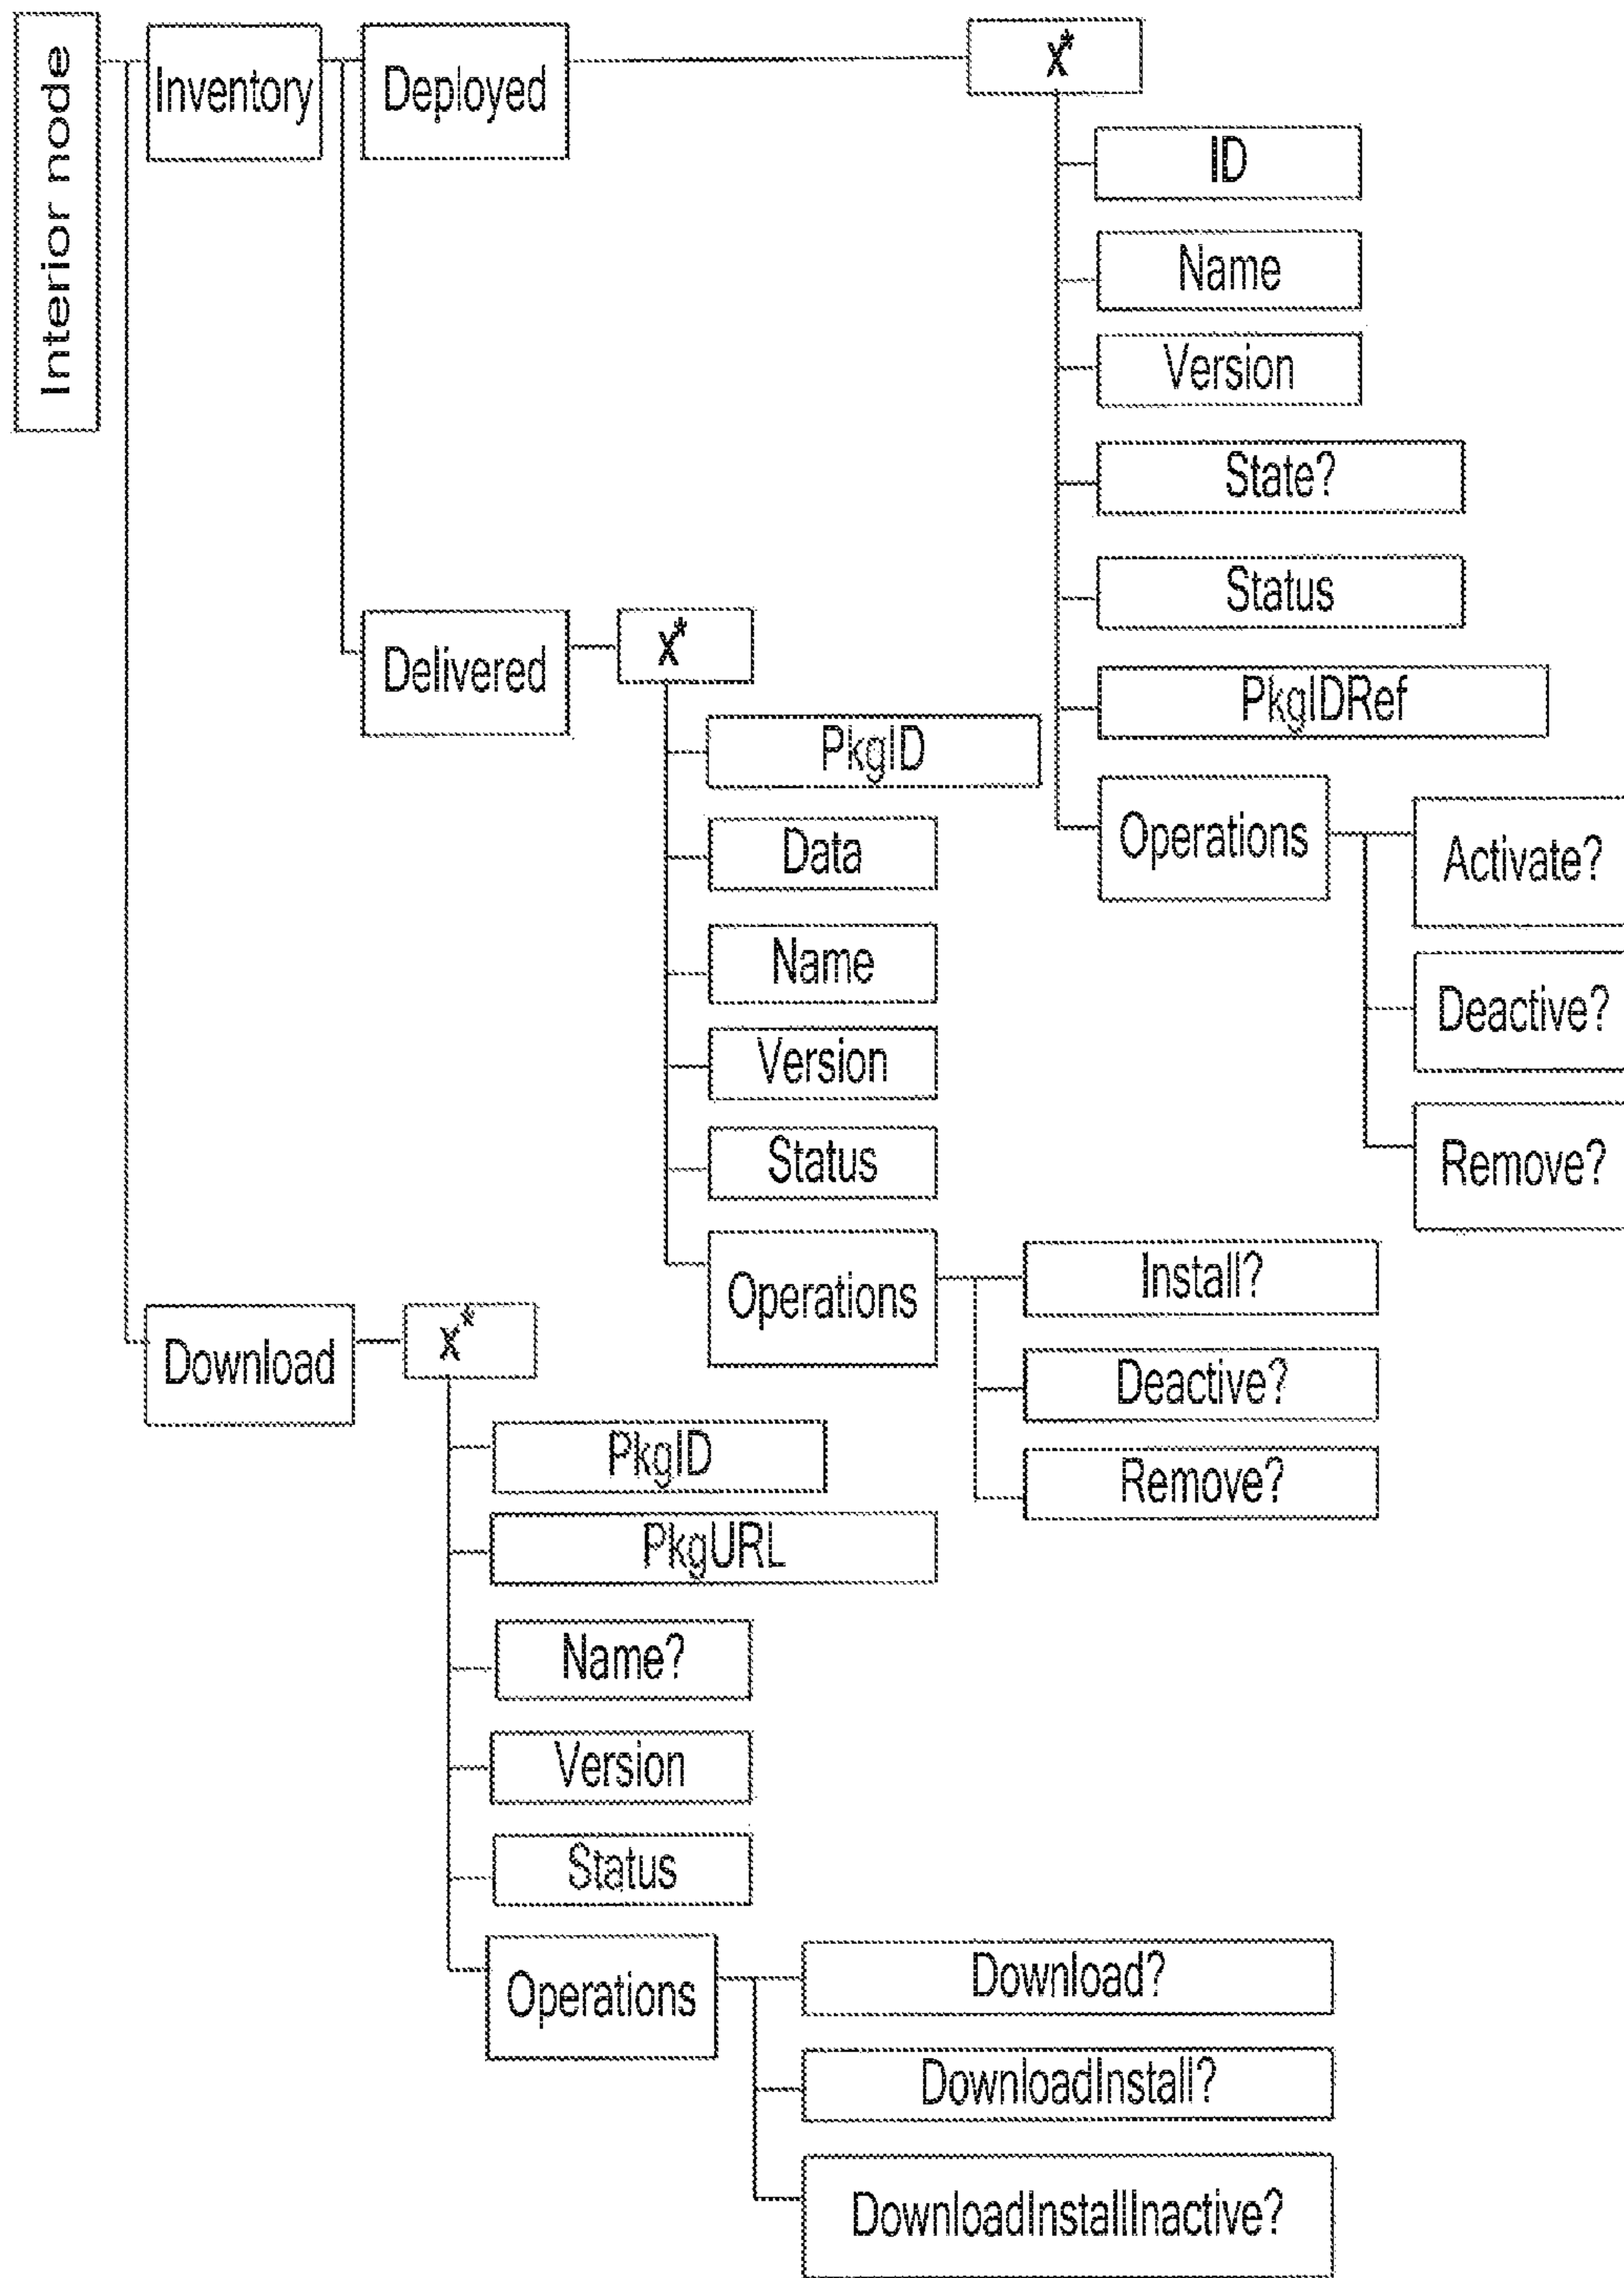 Interior node
Inventory
Deployed
x*
ID
Name
Version
State?
Status
PkgIDRef
Operations
Activate?
Deactive?
Remove?
Delivered
x*
PkgID
Data
Name
Version
Status
Operations
Install?
Deactive?
Remove?
Download
x*
PkgID
PkgURL
Name?
Version
Status
Operations
Download?
DownloadInstall?
DownloadInstallInactive?